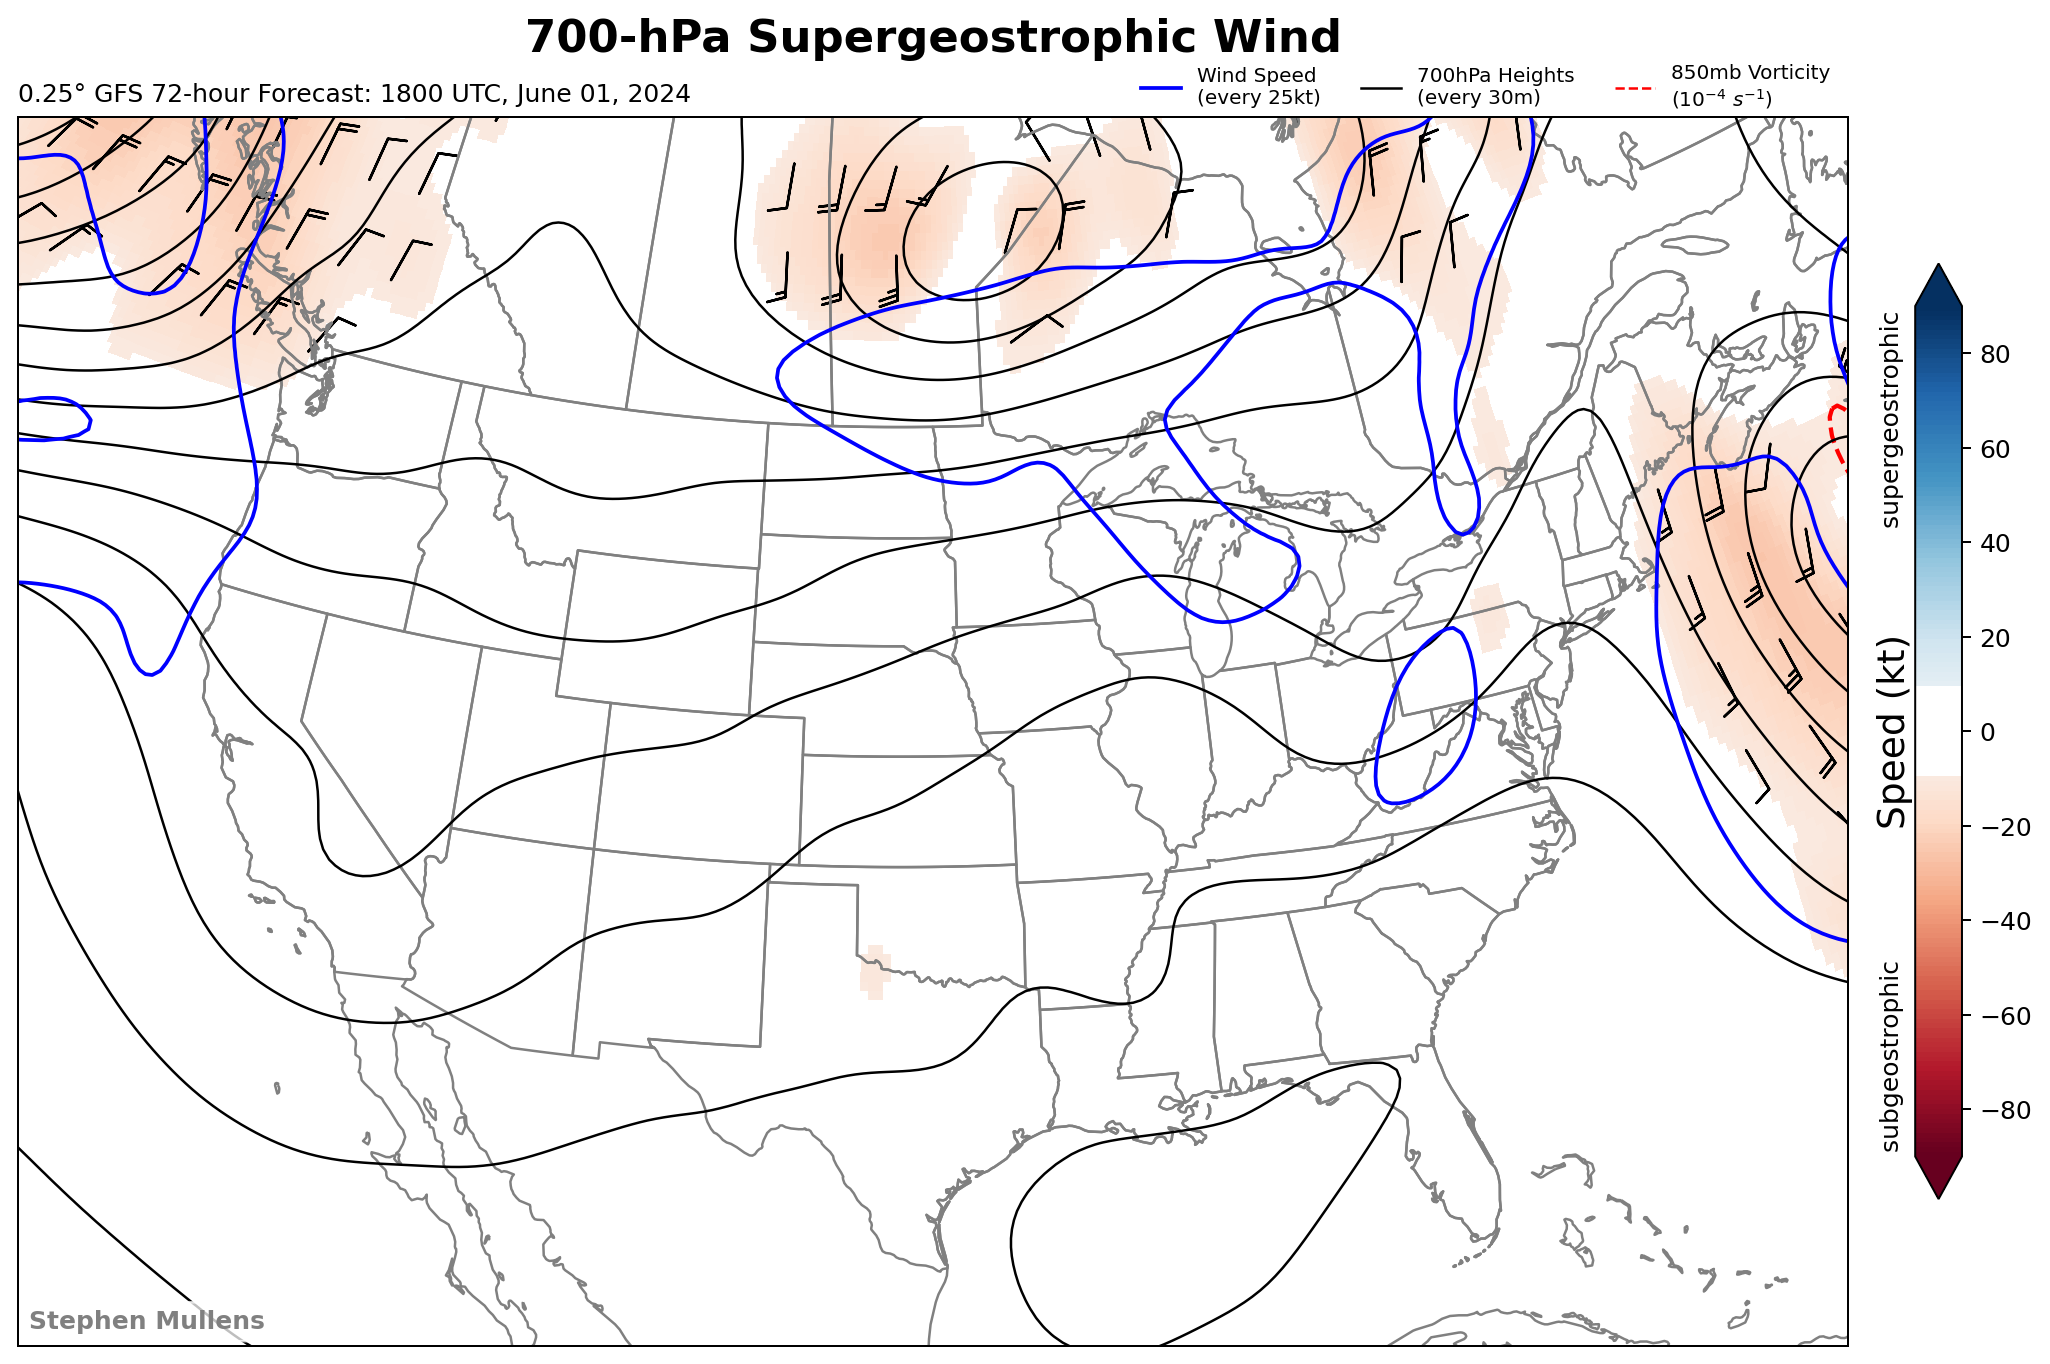 700-hPa Supergeostrophic Wind
0.25° GFS 72-hour Forecast: 1800 UTC, June 01, 2024
Wind Speed
(every 25kt)
700hPa Heights
(every 30m)
850mb Vorticity
(10⁻⁴ s⁻¹)
supergeostrophic
Speed (kt)
subgeostrophic
80
60
40
20
0
−20
−40
−60
−80
Stephen Mullens